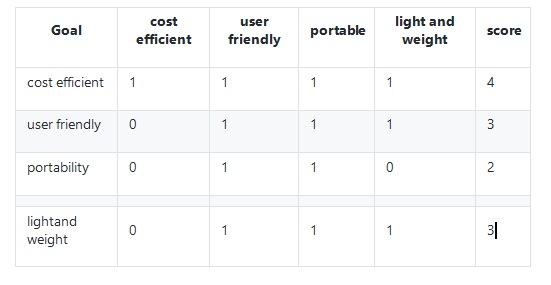 Goal cost efficient user friendly portable light and weight score
cost efficient 1 1 1 1 4
user friendly 0 1 1 1 3
portability 0 1 1 0 2
lightand weight 0 1 1 1 3